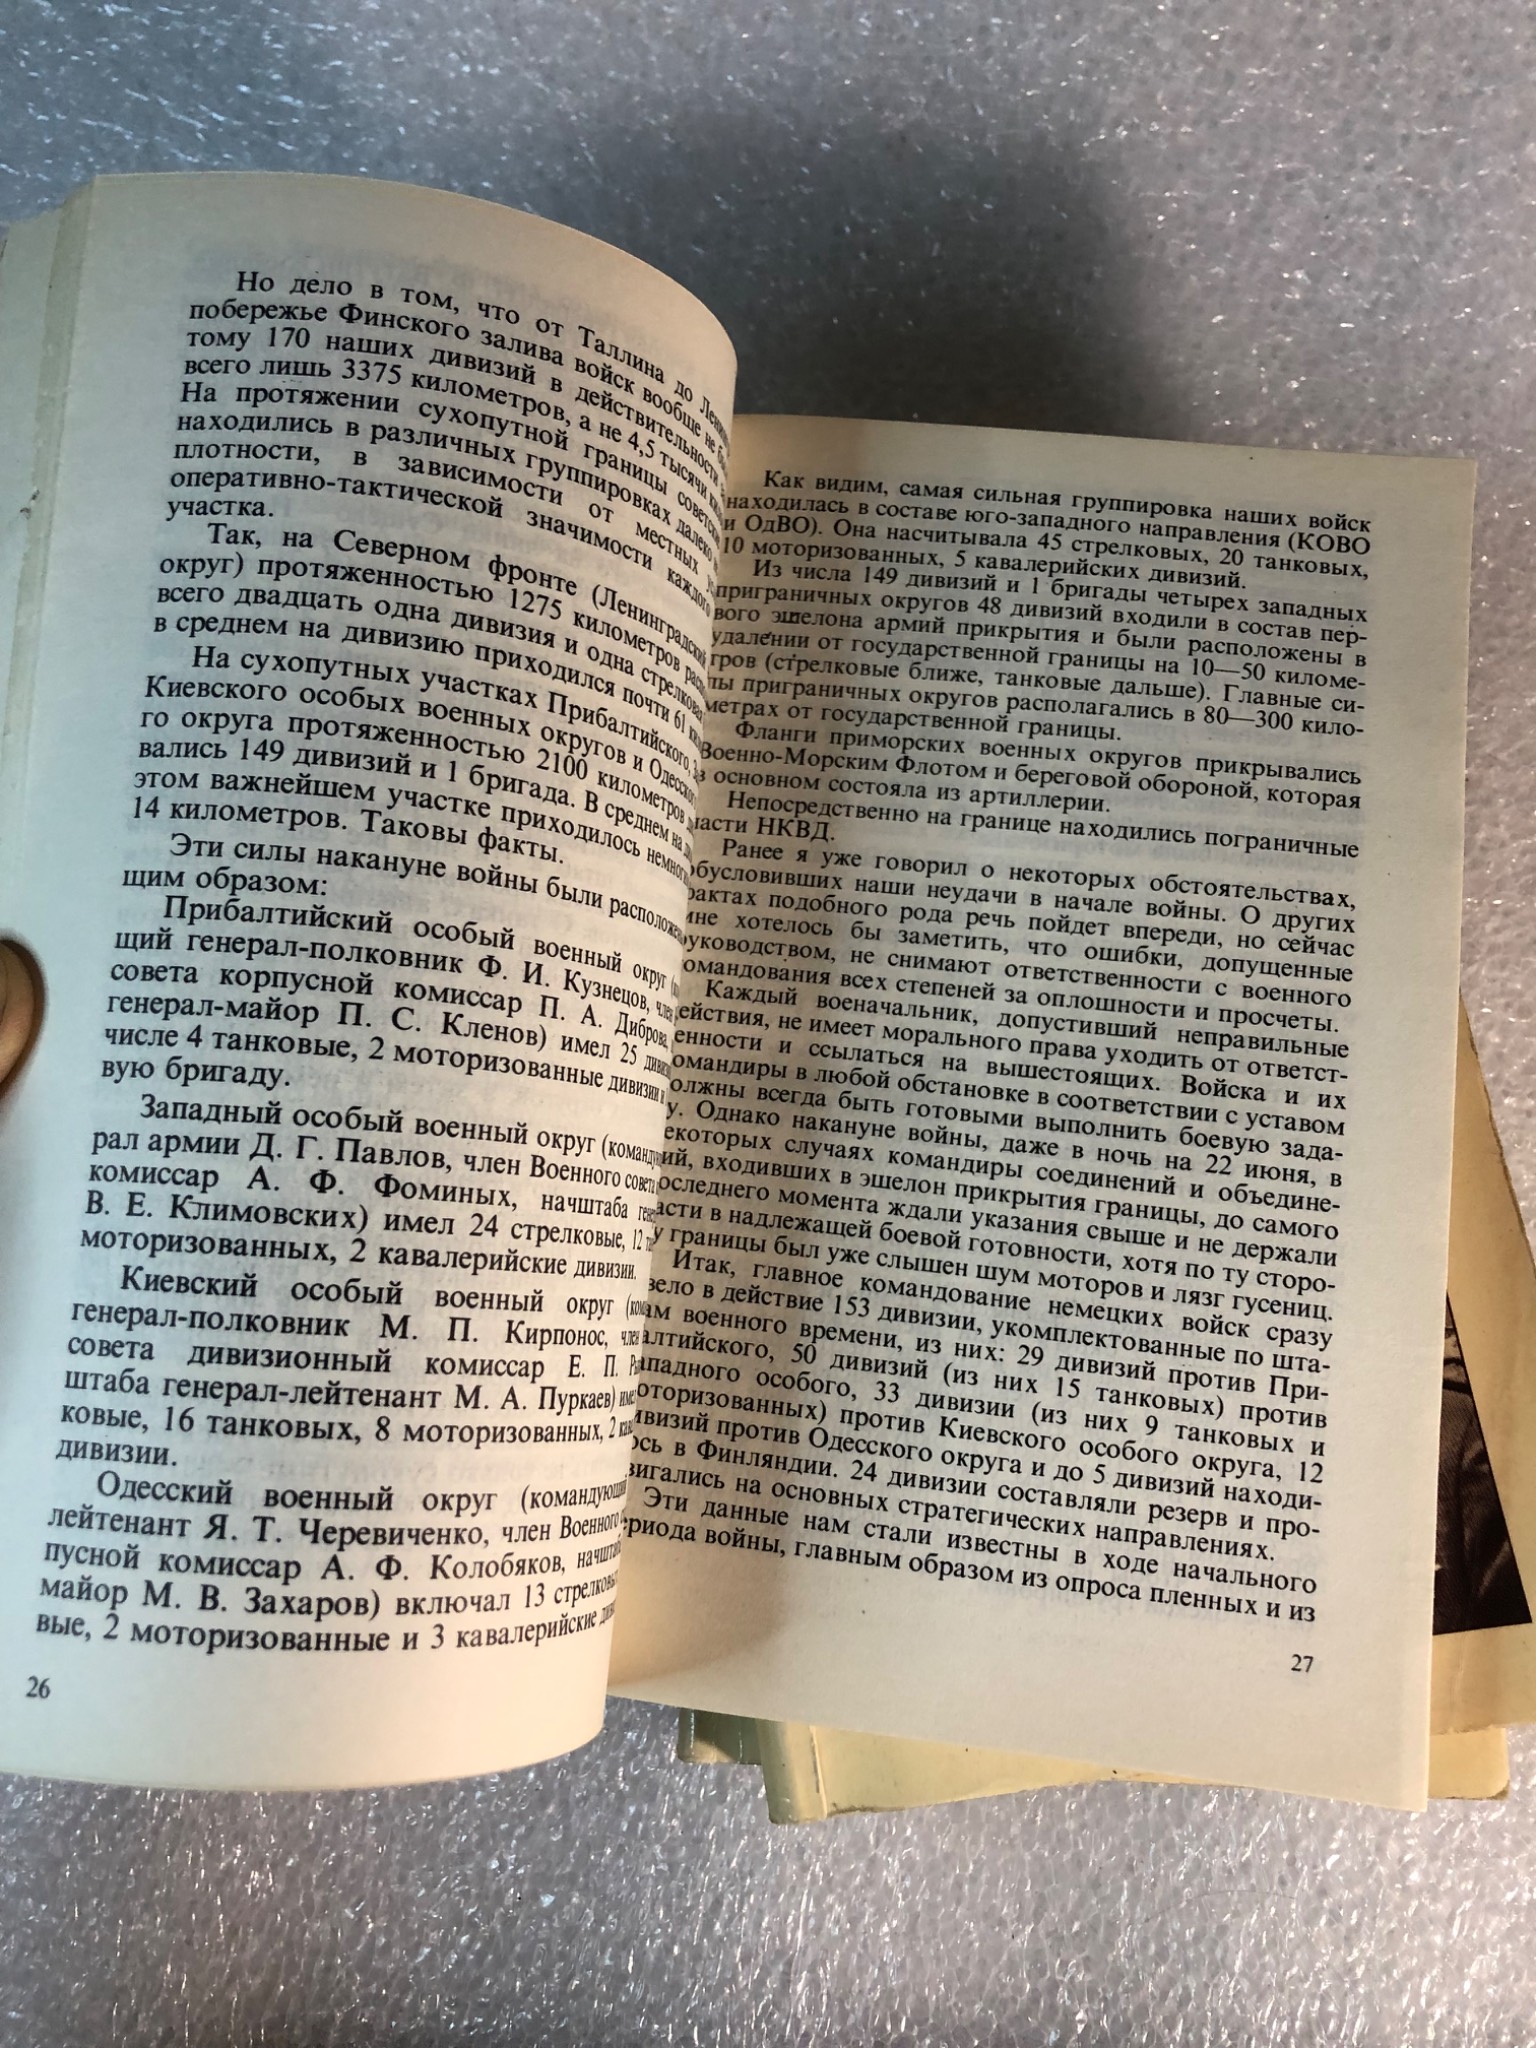 Но дело в том, что от Таллина до
побережье Финского залива войск вообще не
тому 170 наших дивизий в действительности
всего лишь 3375 километров, а не 4,5 тысячи
На протяжении сухопутной границы
находились в различных группировках далеко
плотности, в зависимости от местных
оперативно-тактической значимости каждого
участка.
Так, на Северном фронте (Ленинградский
округ) протяженностью 1275 километров
всего двадцать одна дивизия и одна
в среднем на дивизию приходился почти 61
На сухопутных участках Прибалтийского,
Киевского особых военных округов и
го округа протяженностью 2100 километров
вались 149 дивизий и 1 бригада. В среднем на
этом важнейшем участке приходилось
14 километров. Таковы факты.
Эти силы накануне войны были
щим образом:
Прибалтийский особый военный округ
щий генерал-полковник Ф. И. Кузнецов, член
совета корпусной комиссар П. А. Диброва,
генерал-майор П. С. Кленов) имел 25
числе 4 танковые, 2 моторизованные дивизии и
вую бригаду.
Западный особый военный округ
рал армии Д. Г. Павлов, член Военного совета
комиссар А. Ф. Фоминых, начштаба
В. Е. Климовских) имел 24 стрелковые, 12
моторизованных, 2 кавалерийские дивизии.
Киевский особый военный округ
генерал-полковник М. П. Кирпонос, член
совета дивизионный комиссар Е. П.
штаба генерал-лейтенант М. А. Пуркаев)
ковые, 16 танковых, 8 моторизованных, 2
дивизии.
Одесский военный округ (командующий
лейтенант Я. Т. Черевиченко, член Военного
пусной комиссар А. Ф. Колобяков,
майор М. В. Захаров) включал 13
вые, 2 моторизованные и 3 кавалерийские
26
Как видим, самая сильная группировка наших войск
находилась в составе юго-западного направления (КОВО
и ОдВО). Она насчитывала 45 стрелковых, 20 танковых,
10 моторизованных, 5 кавалерийских дивизий.
Из числа 149 дивизий и 1 бригады четырех западных
приграничных округов 48 дивизий входили в состав пер-
вого эшелона армий прикрытия и были расположены в
удалении от государственной границы на 10—50 киломе-
тров (стрелковые ближе, танковые дальше). Главные си-
лы приграничных округов располагались в 80—300 кило-
метрах от государственной границы.
Фланги приморских военных округов прикрывались
Военно-Морским Флотом и береговой обороной, которая
в основном состояла из артиллерии.
Непосредственно на границе находились пограничные
части НКВД.
Ранее я уже говорил о некоторых обстоятельствах,
обусловивших наши неудачи в начале войны. О других
фактах подобного рода речь пойдет впереди, но сейчас
мне хотелось бы заметить, что ошибки, допущенные
руководством, не снимают ответственности с военного
командования всех степеней за оплошности и просчеты.
Каждый военачальник, допустивший неправильные
действия, не имеет морального права уходить от ответст-
венности и ссылаться на вышестоящих. Войска и их
командиры в любой обстановке в соответствии с уставом
должны всегда быть готовыми выполнить боевую зада-
чу. Однако накануне войны, даже в ночь на 22 июня, в
некоторых случаях командиры соединений и объедине-
ний, входивших в эшелон прикрытия границы, до самого
последнего момента ждали указания свыше и не держали
части в надлежащей боевой готовности, хотя по ту сторо-
ну границы был уже слышен шум моторов и лязг гусениц.
Итак, главное командование немецких войск сразу
ввело в действие 153 дивизии, укомплектованные по шта-
там военного времени, из них: 29 дивизий против При-
балтийского, 50 дивизий (из них 15 танковых) против
Западного особого, 33 дивизии (из них 9 танковых и
моторизованных) против Киевского особого округа, 12
дивизий против Одесского округа и до 5 дивизий находи-
лось в Финляндии. 24 дивизии составляли резерв и про-
двигались на основных стратегических направлениях.
Эти данные нам стали известны в ходе начального
периода войны, главным образом из опроса пленных и из
27